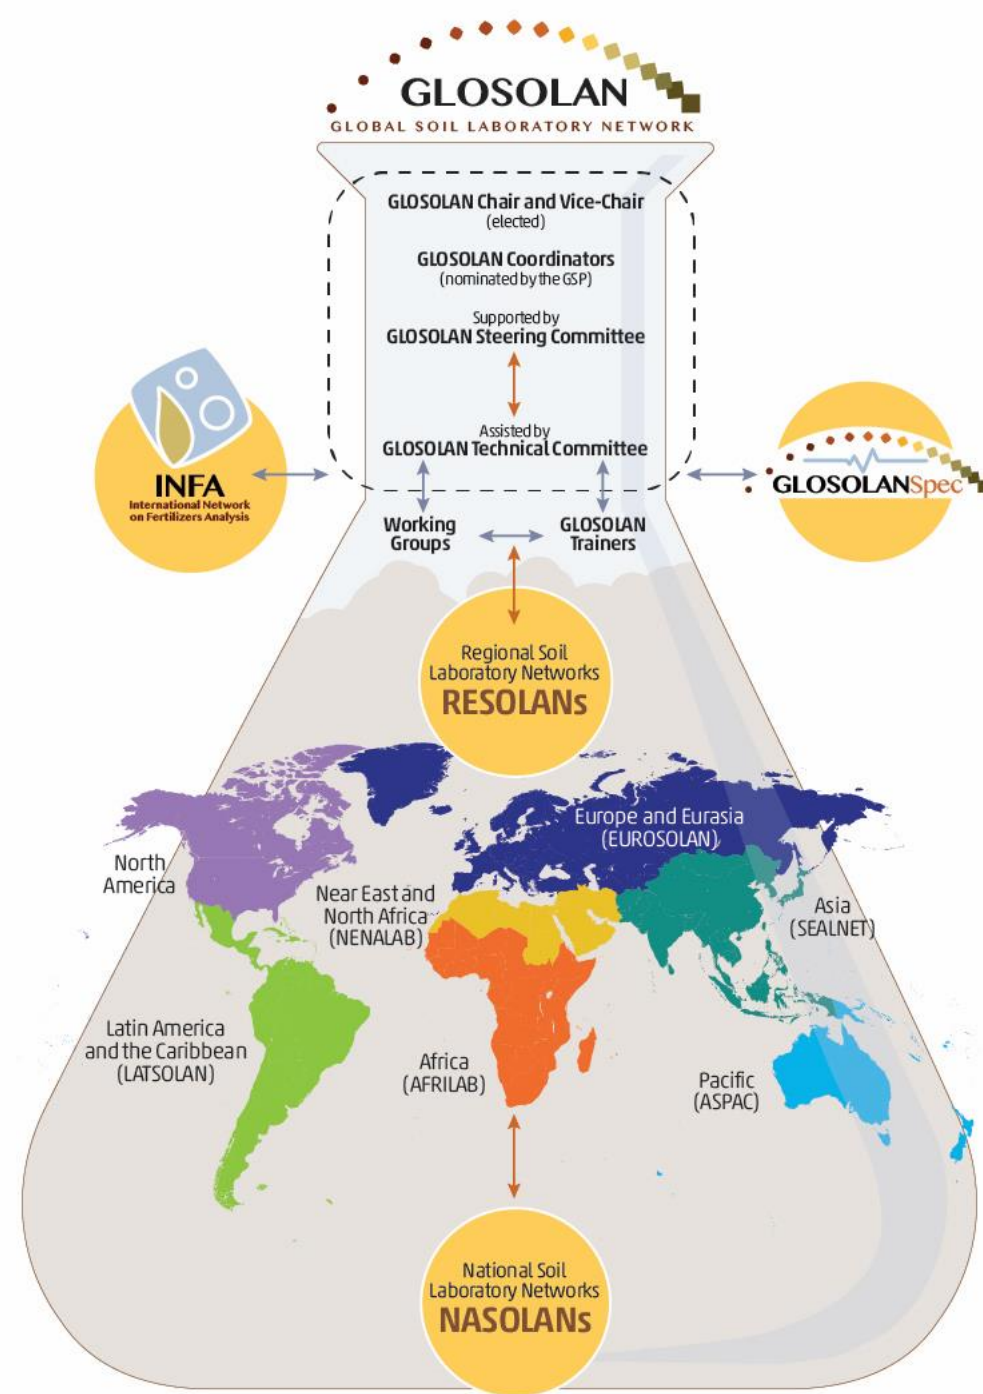 GLOSOLAN
GLOBAL SOIL LABORATORY NETWORK
GLOSOLAN Chair and Vice-Chair
(elected)
GLOSOLAN Coordinators
(nominated by the GSP)
Supported by
GLOSOLAN Steering Committee
Assisted by
GLOSOLAN Technical Committee
INFA
International Network
on Fertilizers Analysis
GLOSOLANSpec
Working
Groups
GLOSOLAN
Trainers
Regional Soil
Laboratory Networks
RESOLANs
Europe and Eurasia
(EUROSOLAN)
North
America
Near East and
North Africa
(NENALAB)
Asia
(SEALNET)
Latin America
and the Caribbean
(LATSOLAN)
Africa
(AFRILAB)
Pacific
(ASPAC)
National Soil
Laboratory Networks
NASOLANs